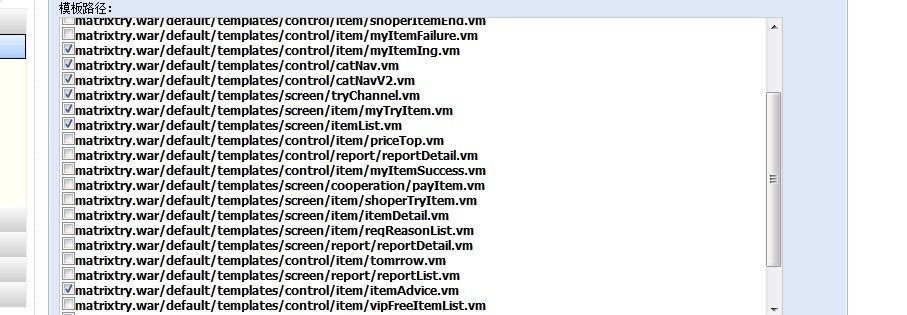 模板路径:
matrixtry.war/default/templates/control/item/shoperItemEnd.vm
matrixtry.war/default/templates/control/item/myItemFailure.vm
matrixtry.war/default/templates/control/item/myItemIng.vm
matrixtry.war/default/templates/control/catNav.vm
matrixtry.war/default/templates/control/catNavV2.vm
matrixtry.war/default/templates/screen/tryChannel.vm
matrixtry.war/default/templates/screen/item/myTryItem.vm
matrixtry.war/default/templates/screen/itemList.vm
matrixtry.war/default/templates/control/item/priceTop.vm
matrixtry.war/default/templates/control/report/reportDetail.vm
matrixtry.war/default/templates/control/item/myItemSuccess.vm
matrixtry.war/default/templates/screen/cooperation/payItem.vm
matrixtry.war/default/templates/screen/item/shoperTryItem.vm
matrixtry.war/default/templates/screen/item/itemDetail.vm
matrixtry.war/default/templates/screen/item/reqReasonList.vm
matrixtry.war/default/templates/screen/report/reportDetail.vm
matrixtry.war/default/templates/control/item/tomrrow.vm
matrixtry.war/default/templates/screen/report/reportList.vm
matrixtry.war/default/templates/control/item/itemAdvice.vm
matrixtry.war/default/templates/control/item/vipFreeItemList.vm